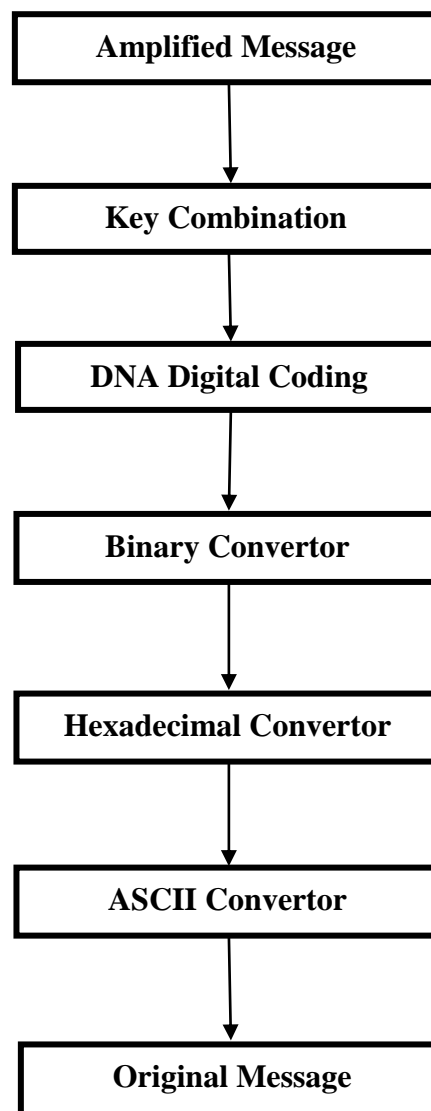 Amplified Message
Key Combination
DNA Digital Coding
Binary Convertor
Hexadecimal Convertor
ASCII Convertor
Original Message